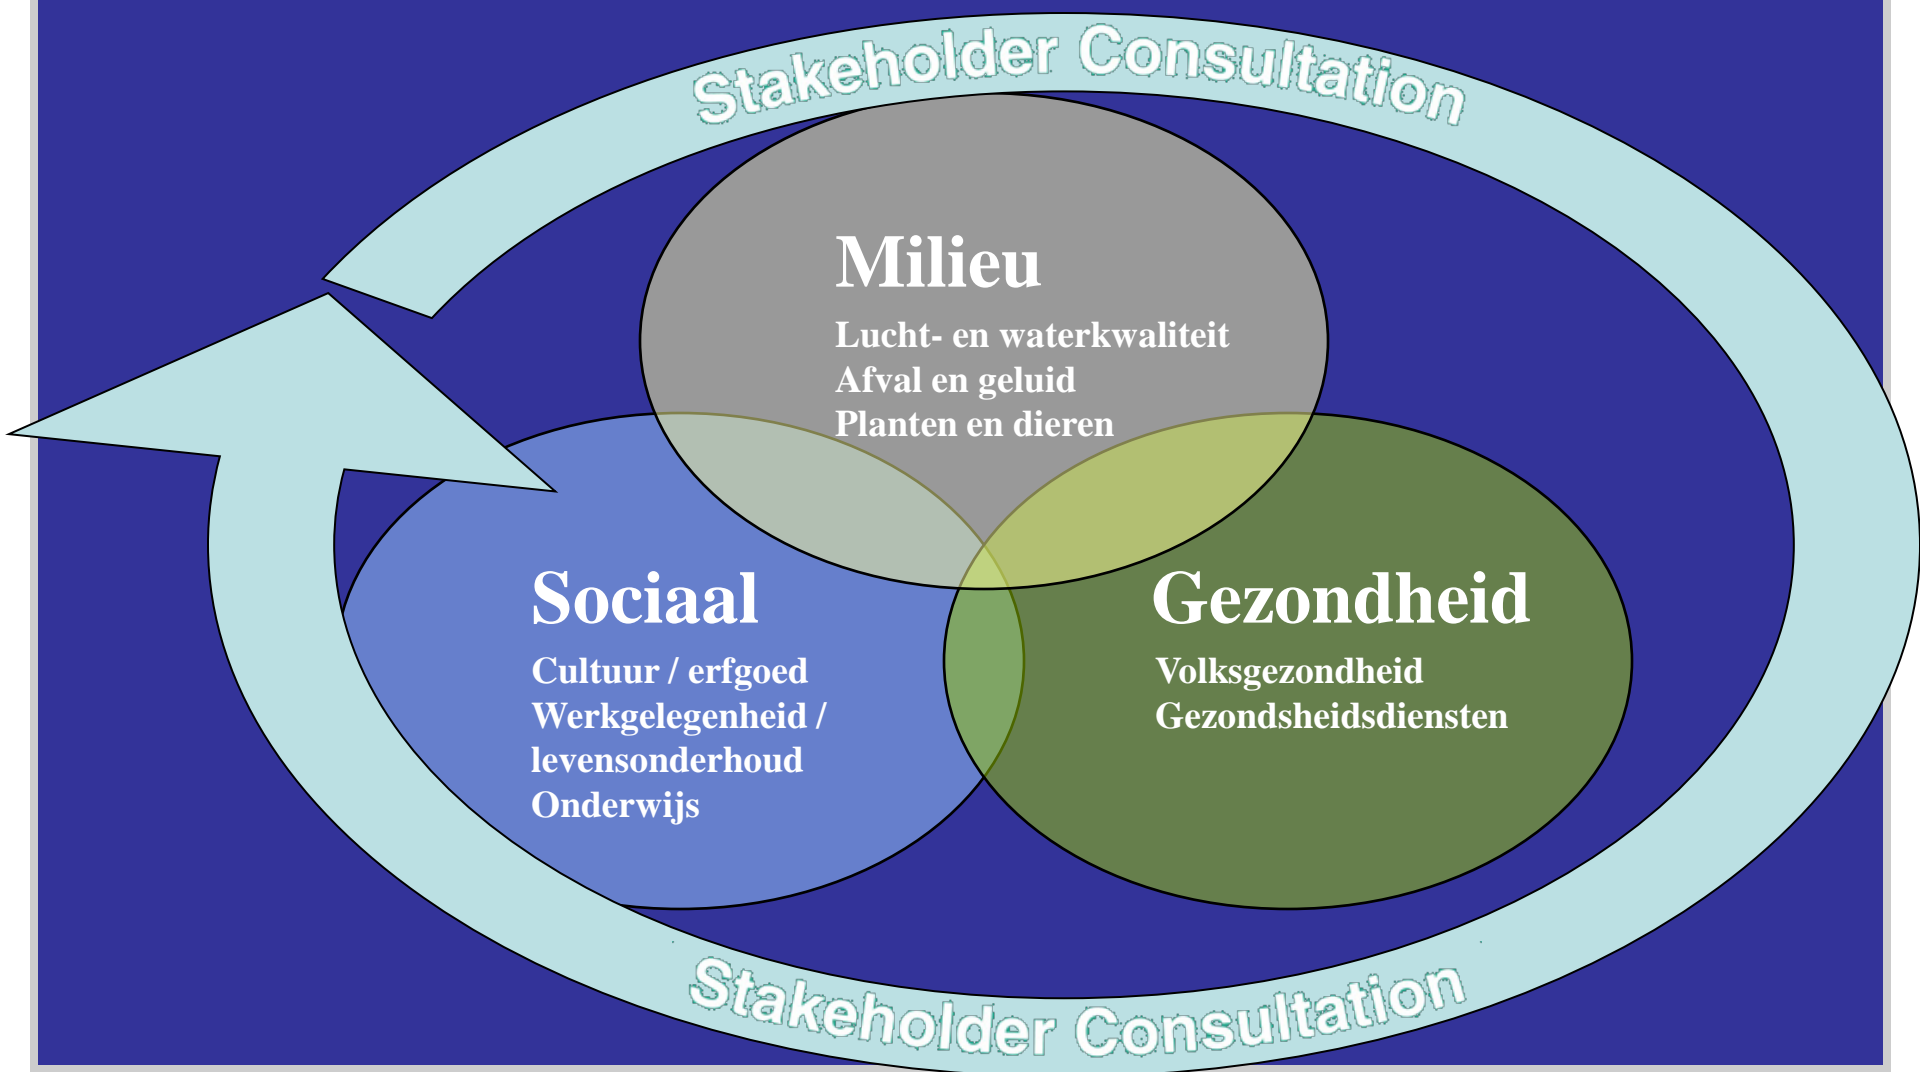 Stakeholder Consultation
Milieu
Lucht- en waterkwaliteit
Afval en geluid
Planten en dieren
Sociaal
Cultuur / erfgoed
Werkgelegenheid /
levensonderhoud
Onderwijs
Gezondheid
Volksgezondheid
Gezondsheidsdiensten
Stakeholder Consultation